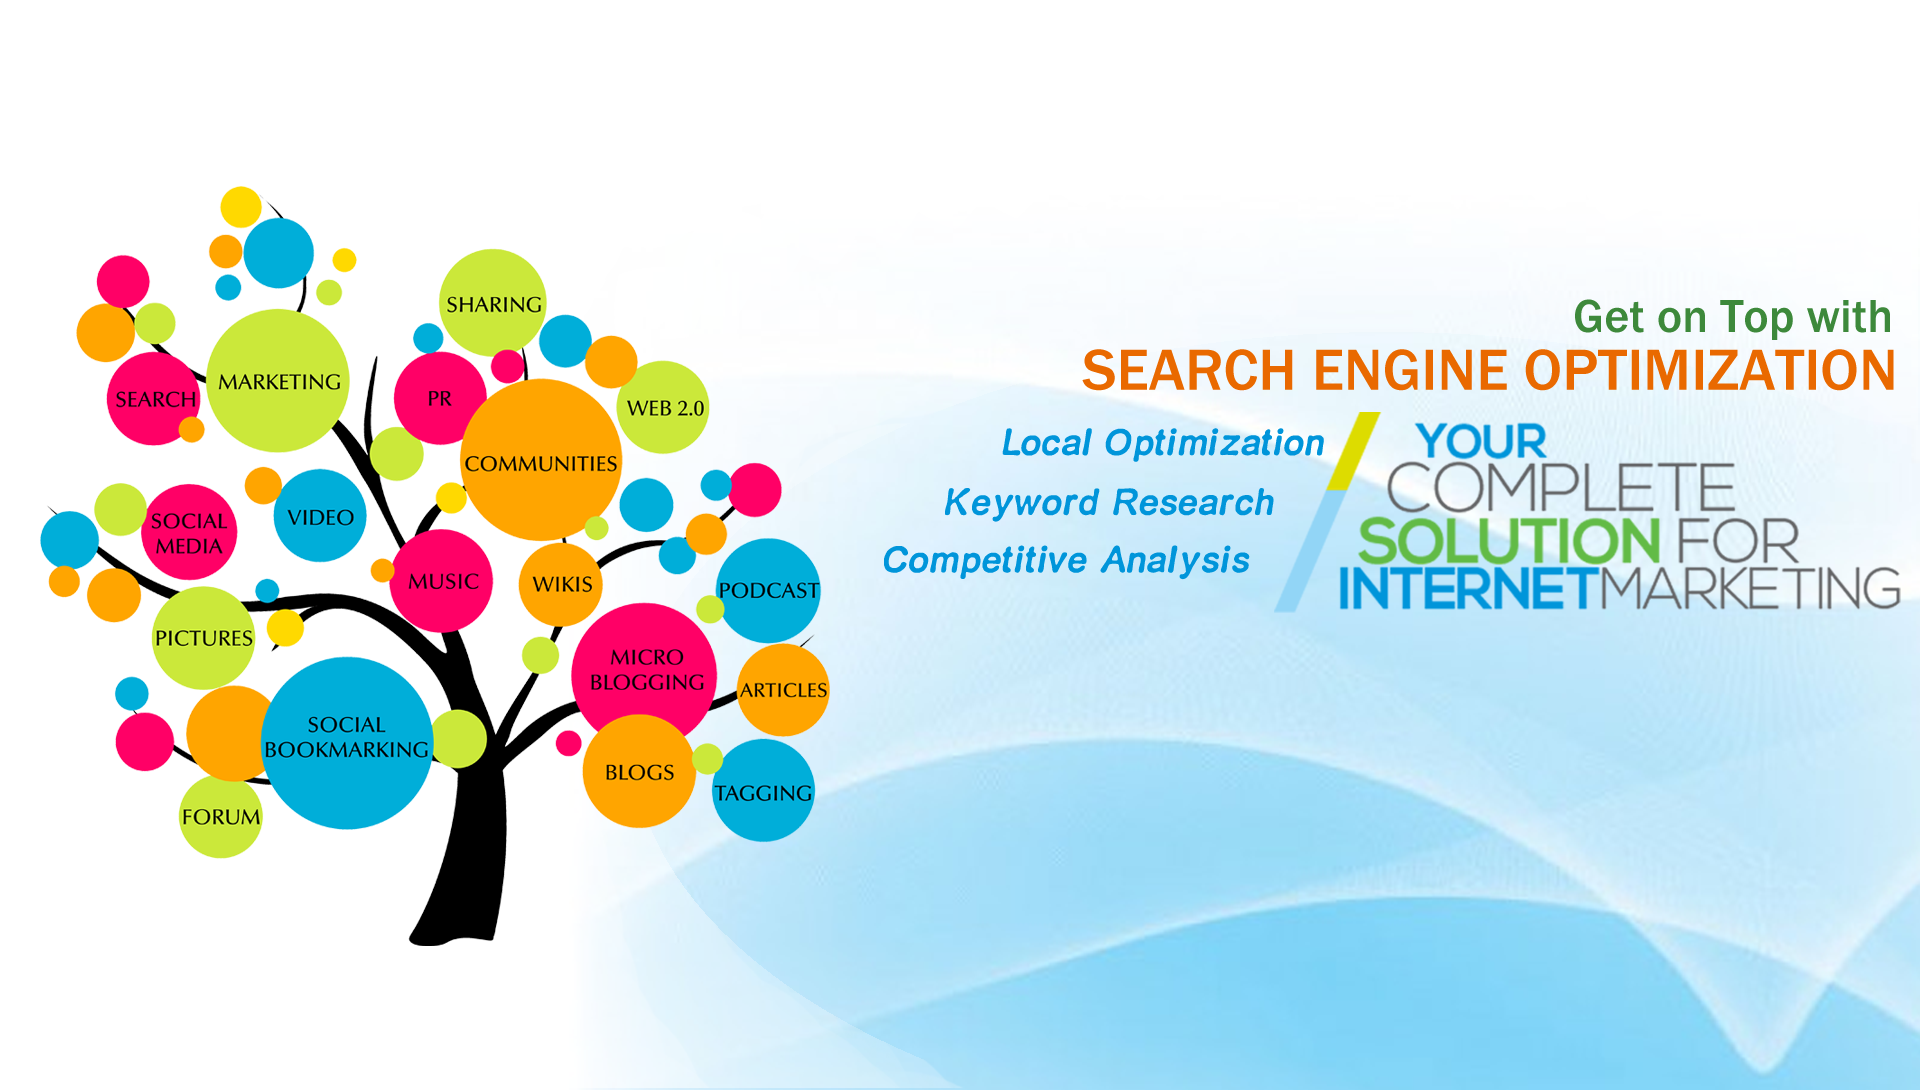 SHARING
MARKETING
SEARCH
PR
WEB 2.0
COMMUNITIES
SOCIAL
MEDIA
VIDEO
MUSIC
WIKIS
PODCAST
PICTURES
MICRO
BLOGGING
ARTICLES
SOCIAL
BOOKMARKING
BLOGS
TAGGING
FORUM
Get on Top with
SEARCH ENGINE OPTIMIZATION
Local Optimization
Keyword Research
Competitive Analysis
YOUR
COMPLETE
SOLUTION FOR
INTERNETMARKETING